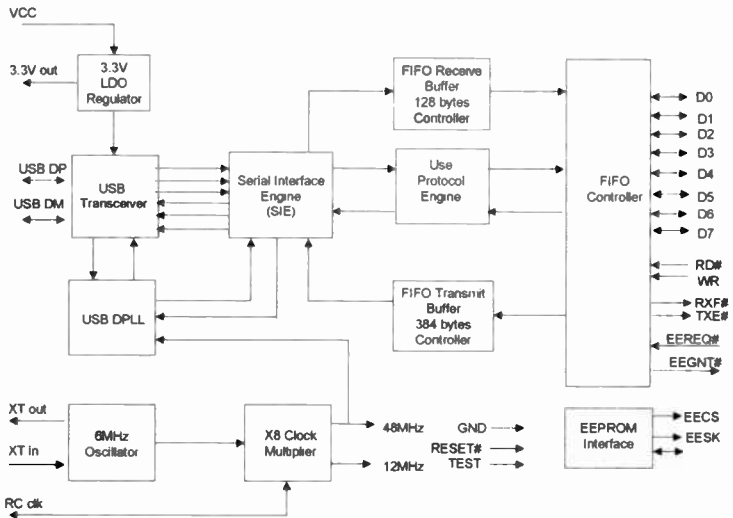 VCC
3.3V out
3.3V
LDO
Regulator
USB DP
USB DM
USB
Transceiver
USB DPLL
Serial Interface
Engine
(SIE)
FIFO Receive
Buffer
128 bytes
Controller
Use
Protocol
Engine
FIFO Transmit
Buffer
384 bytes
Controller
FIFO
Controller
D0
D1
D2
D3
D4
D5
D6
D7
RD#
WR
RXF#
TXE#
EEREQ#
EEGNT#
XT out
XT in
RC clk
6MHz
Oscillator
X8 Clock
Multiplier
48MHz
12MHz
GND
RESET#
TEST
EEPROM
Interface
EECS
EESK